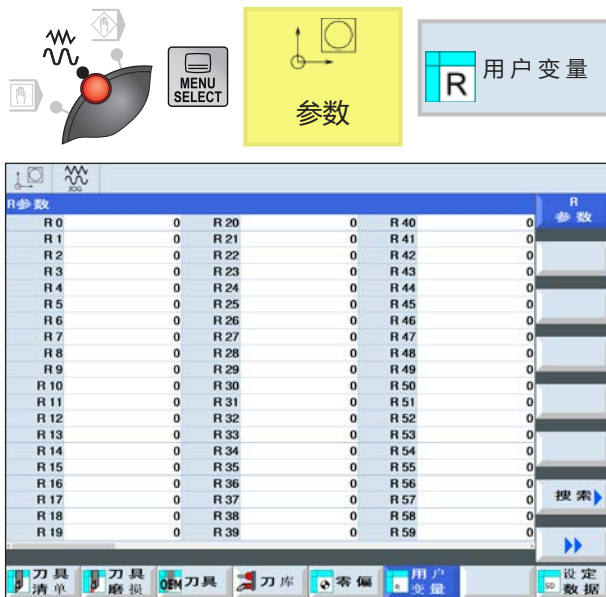 MENU
SELECT
参数
R
用户变量
JOG
R参数
R
参数
R 0 0 R 20 0 R 40 0
R 1 0 R 21 0 R 41 0
R 2 0 R 22 0 R 42 0
R 3 0 R 23 0 R 43 0
R 4 0 R 24 0 R 44 0
R 5 0 R 25 0 R 45 0
R 6 0 R 26 0 R 46 0
R 7 0 R 27 0 R 47 0
R 8 0 R 28 0 R 48 0
R 9 0 R 29 0 R 49 0
R 10 0 R 30 0 R 50 0
R 11 0 R 31 0 R 51 0
R 12 0 R 32 0 R 52 0
R 13 0 R 33 0 R 53 0
R 14 0 R 34 0 R 54 0
R 15 0 R 35 0 R 55 0
R 16 0 R 36 0 R 56 0
R 17 0 R 37 0 R 57 0
R 18 0 R 38 0 R 58 0
R 19 0 R 39 0 R 59 0
搜索
刀具
清单
刀具
磨损
OEM 刀具
刀库
零偏
R
用户
变量
SD
设定
数据